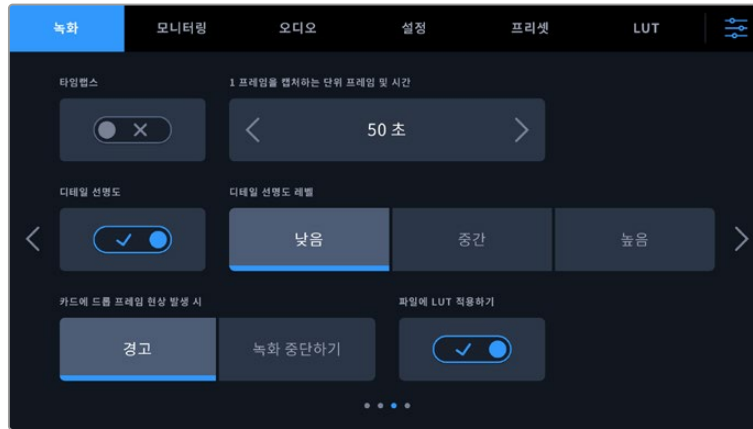 녹화 모니터링 오디오 설정 프리셋 LUT
타임랩스 1 프레임을 캡처하는 단위 프레임 및 시간
50 초
디테일 선명도 디테일 선명도 레벨
낮음 중간 높음
카드에 드롭 프레임 현상 발생 시 파일에 LUT 적용하기
경고 녹화 중단하기